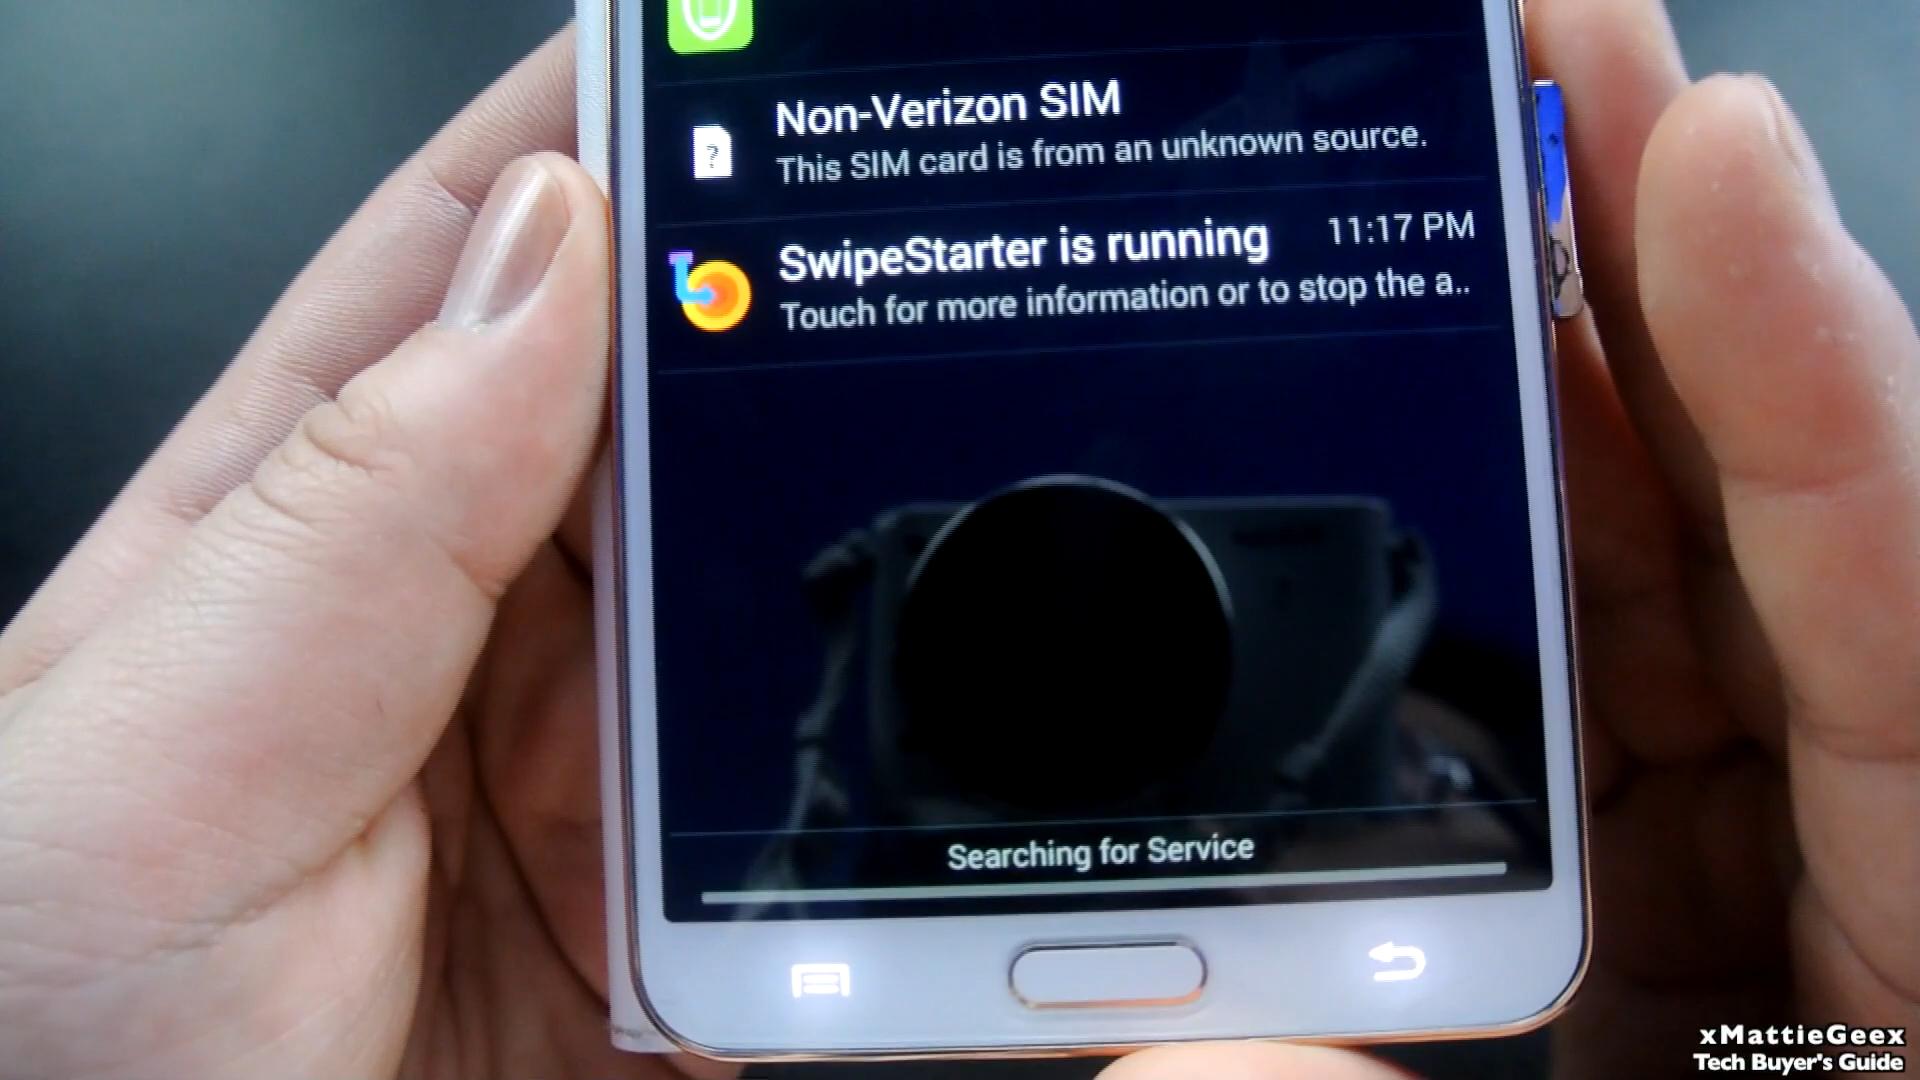 Non-Verizon SIM
This SIM card is from an unknown source.
SwipeStarter is running 11:17 PM
Touch for more information or to stop the a..
Searching for Service
xMattieGeex
Tech Buyer's Guide